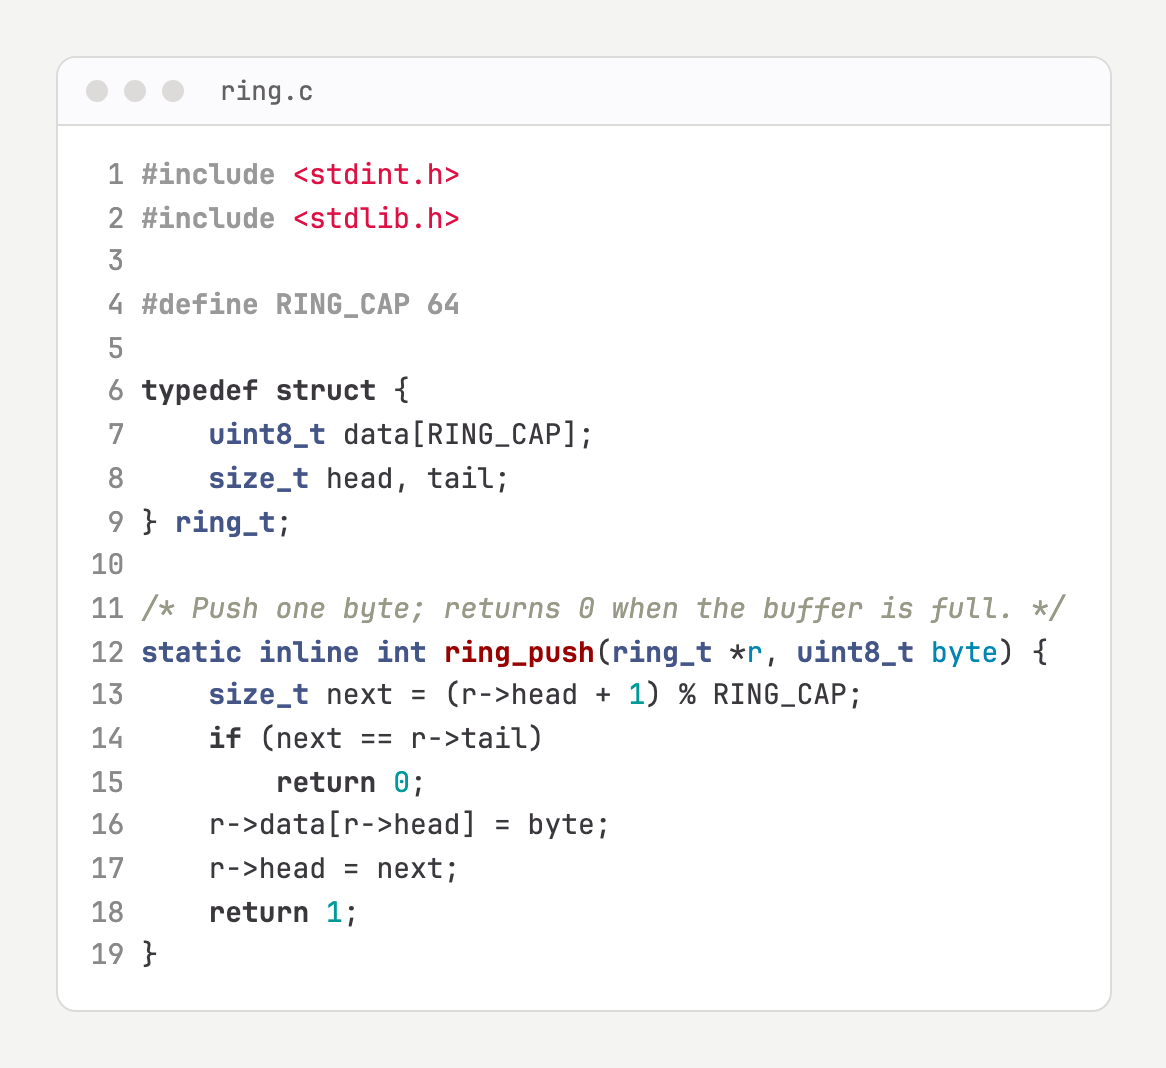 ring.c
1 #include <stdint.h>
2 #include <stdlib.h>
3
4 #define RING_CAP 64
5
6 typedef struct {
7     uint8_t data[RING_CAP];
8     size_t head, tail;
9 } ring_t;
10
11 /* Push one byte; returns 0 when the buffer is full. */
12 static inline int ring_push(ring_t *r, uint8_t byte) {
13     size_t next = (r->head + 1) % RING_CAP;
14     if (next == r->tail)
15         return 0;
16     r->data[r->head] = byte;
17     r->head = next;
18     return 1;
19 }